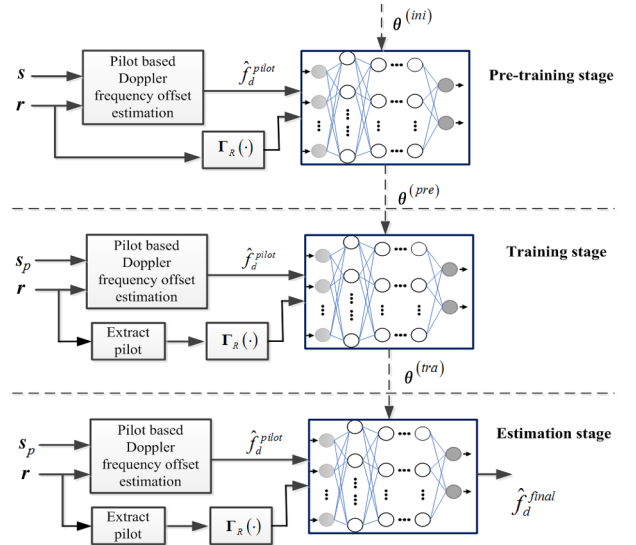 θ^(ini)
Pilot based
Doppler
frequency offset
estimation
s
r
f̂_d^pilot
Γ_R(·)
Pre-training stage
θ^(pre)
Pilot based
Doppler
frequency offset
estimation
s_p
r
f̂_d^pilot
Extract
pilot
Γ_R(·)
Training stage
θ^(tra)
Pilot based
Doppler
frequency offset
estimation
s_p
r
f̂_d^pilot
Extract
pilot
Γ_R(·)
Estimation stage
f̂_d^final